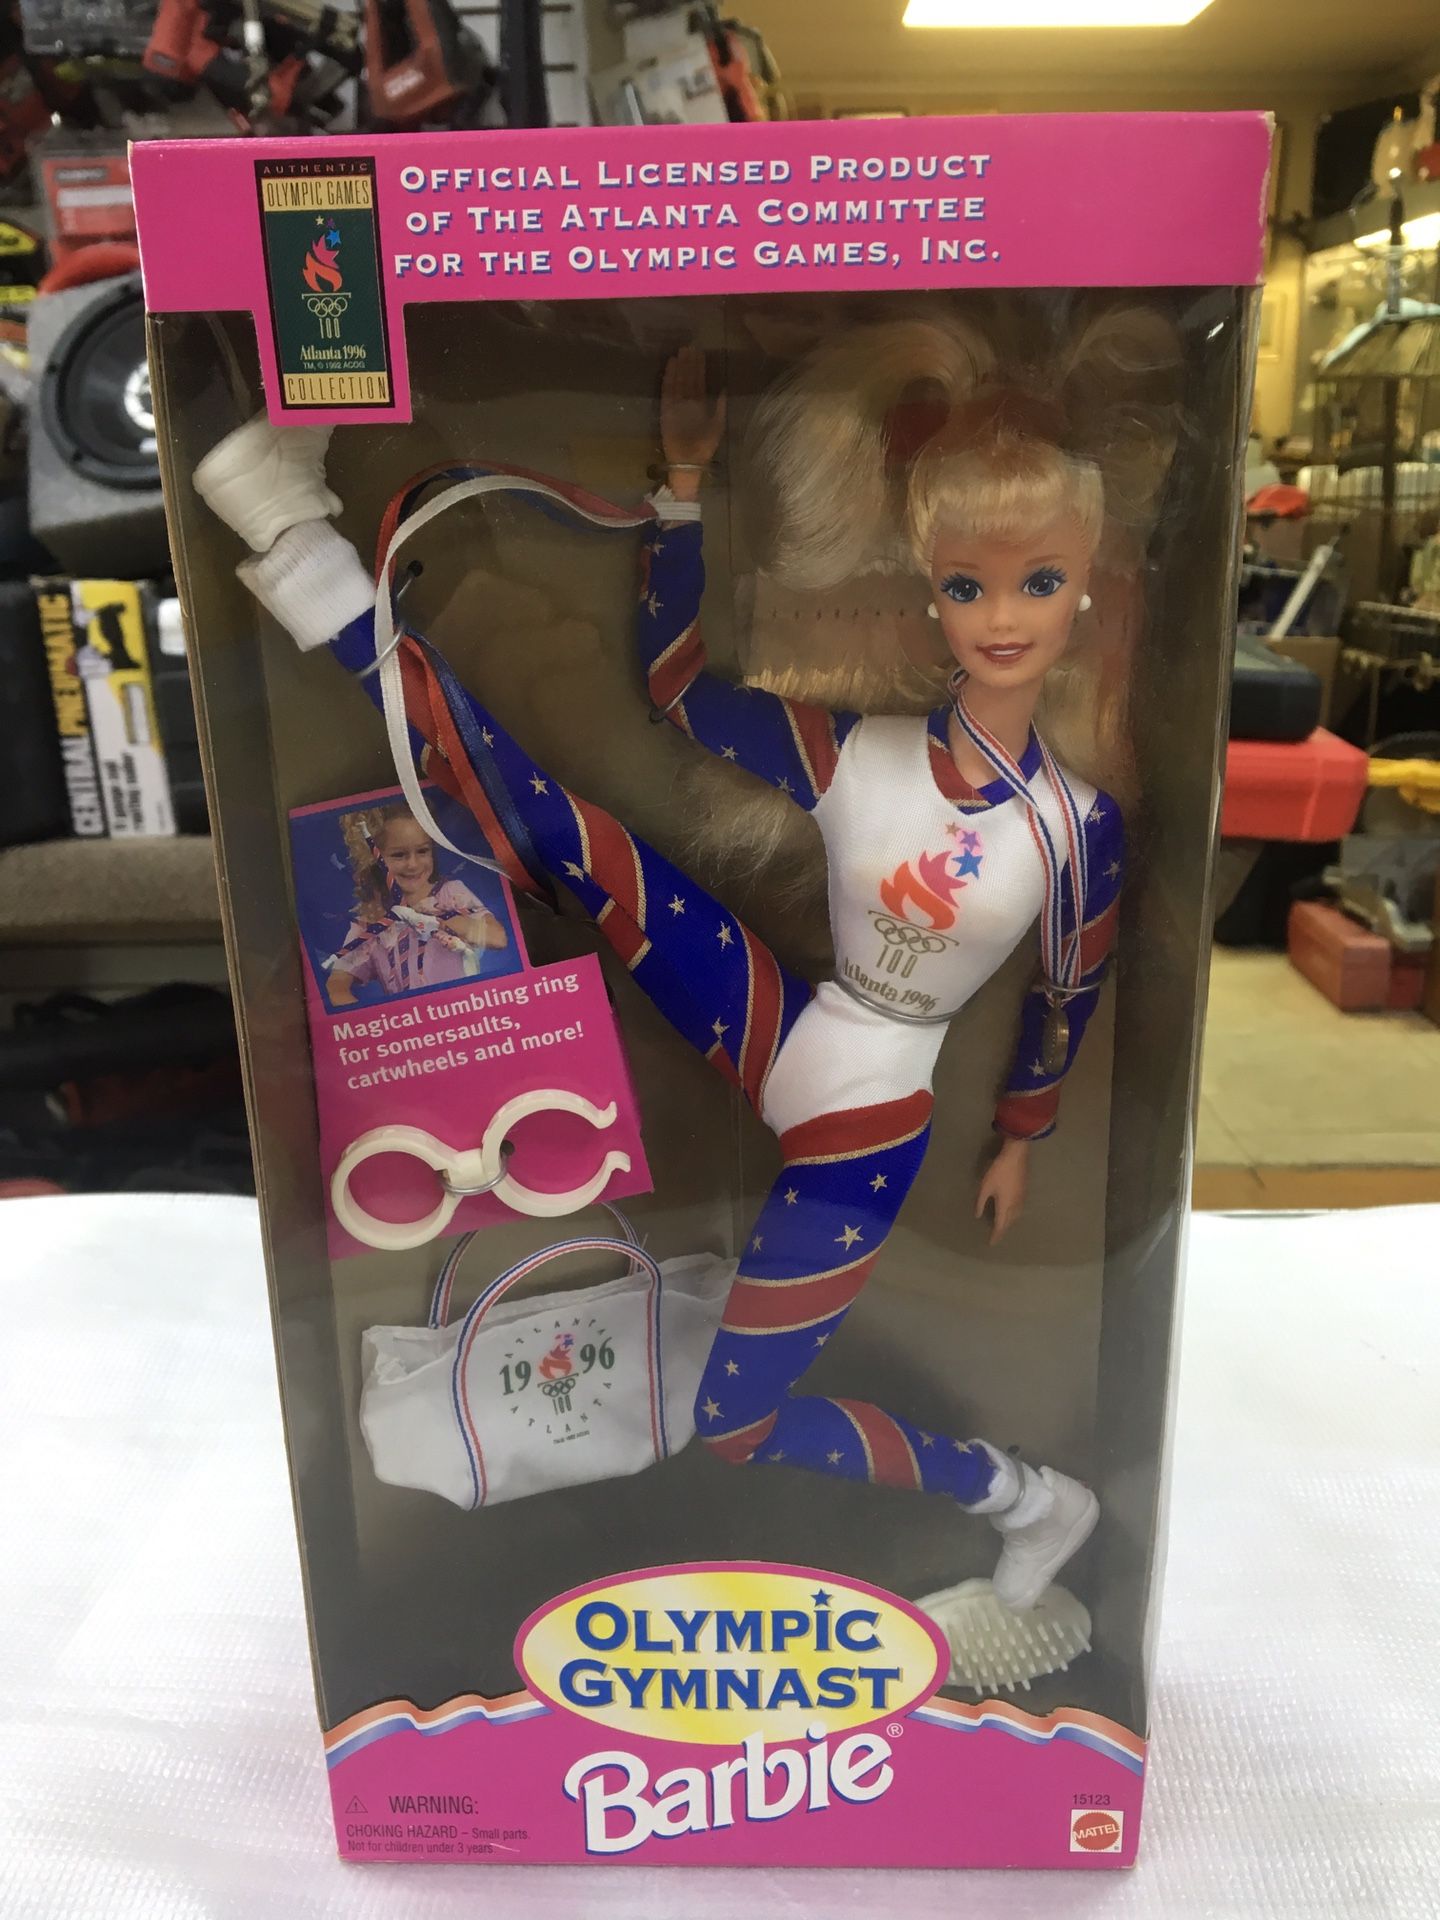 AUTHENTIC
OLYMPIC GAMES
100
Atlanta 1996
TM, © 1992 ACOG
COLLECTION
OFFICIAL LICENSED PRODUCT
OF THE ATLANTA COMMITTEE
FOR THE OLYMPIC GAMES, INC.
CENTRAL PNEUMATIC
100
Atlanta 1996
Magical tumbling ring
for somersaults,
cartwheels and more!
ATLANTA
1996
100
ATLANTA
OLYMPIC
GYMNAST
Barbie®
WARNING:
CHOKING HAZARD – Small parts.
Not for children under 3 years
15123
MATTEL